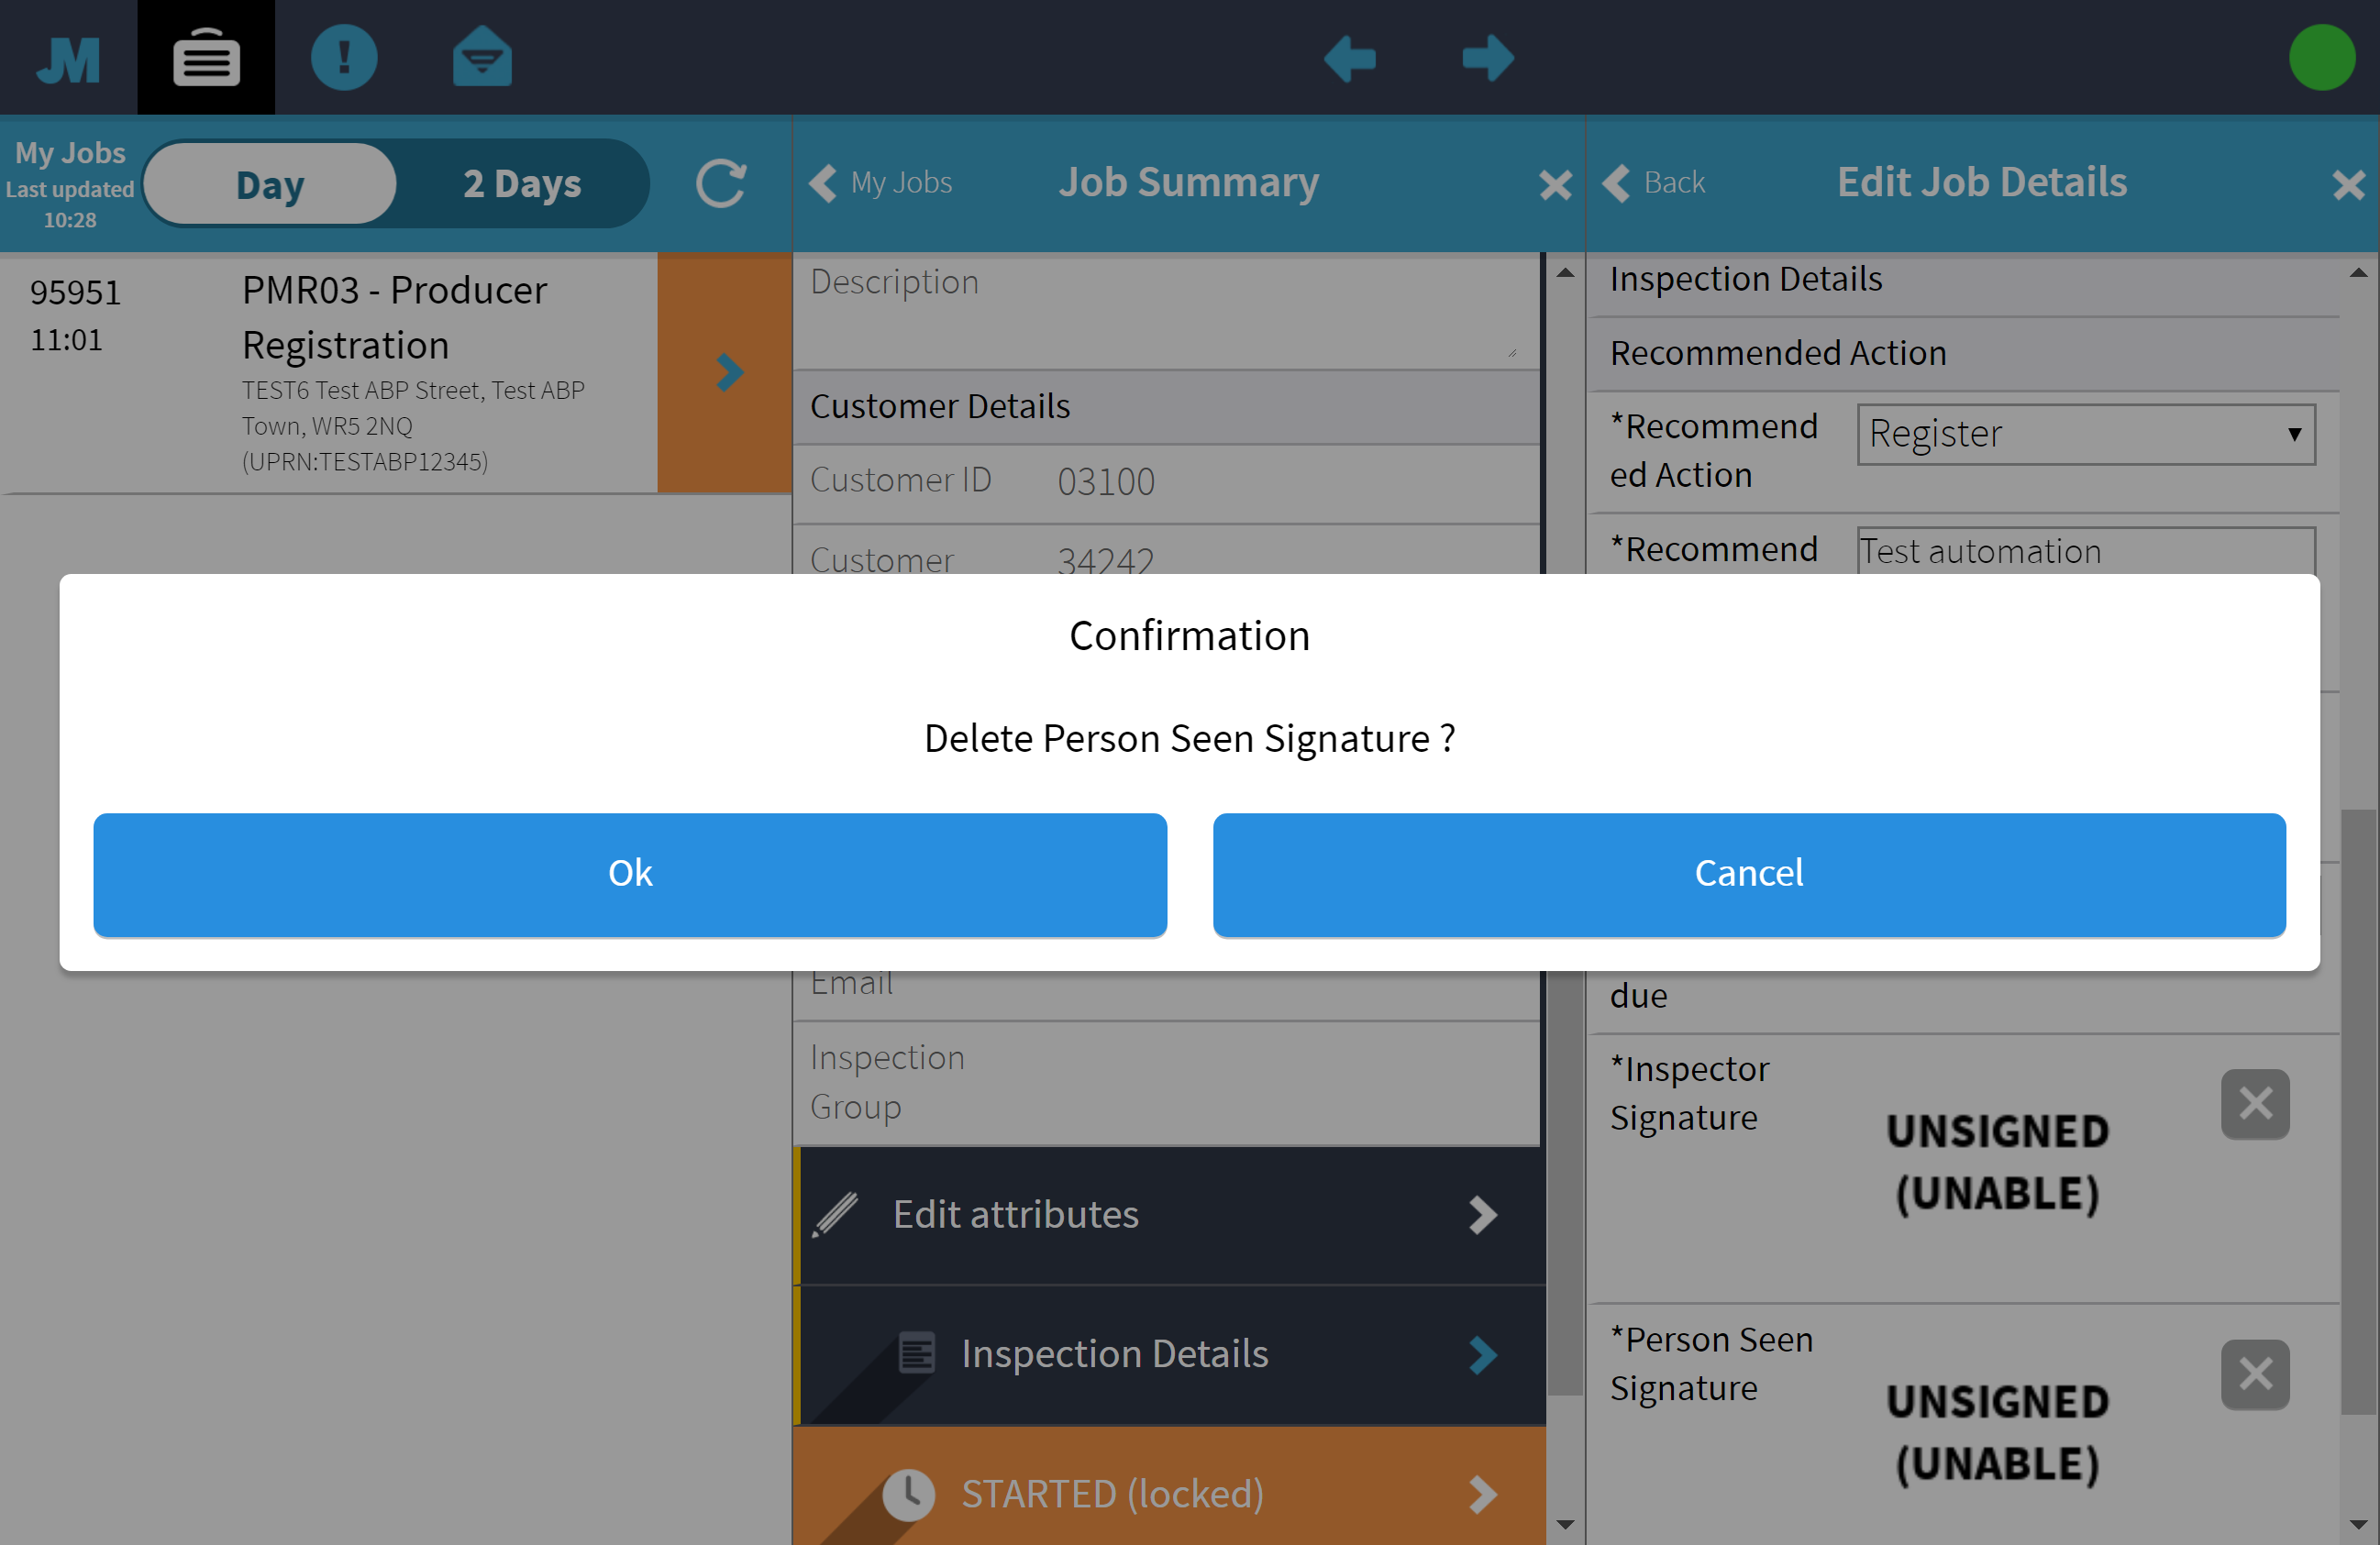 JM
My Jobs
Last updated
10:28
Day
2 Days
My Jobs
Job Summary
Back
Edit Job Details
95951
11:01
PMR03 - Producer
Registration
TEST6 Test ABP Street, Test ABP
Town, WR5 2NQ
(UPRN:TESTABP12345)
Description
Customer Details
Customer ID
03100
Customer
34242
Inspection Details
Recommended Action
*Recommend
ed Action
Register
*Recommend
Test automation
Confirmation
Delete Person Seen Signature ?
Ok
Cancel
Email
Inspection
Group
Edit attributes
Inspection Details
STARTED (locked)
due
*Inspector
Signature
UNSIGNED
(UNABLE)
*Person Seen
Signature
UNSIGNED
(UNABLE)